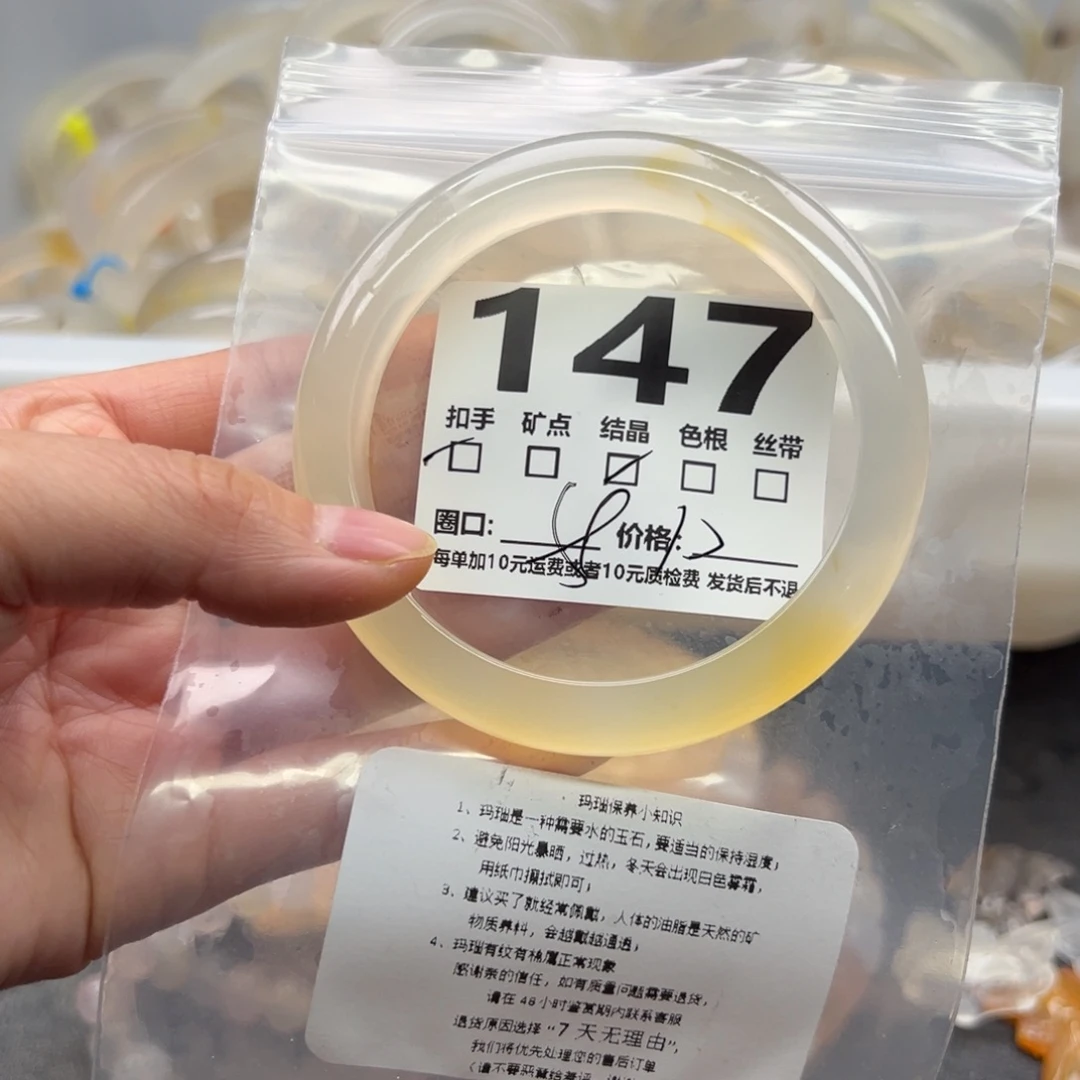 147
扣手 矿点 结晶 色根 丝带
圈口: 价格:
每单加10元运费或者10元质检费 发货后不退
玛瑙保养小知识
1、玛瑙是一种需要水的玉石，要适当的保持湿度；
2、避免阳光暴晒，过热，冬天会出现白色雾霜，
用纸巾擦拭即可；
3、建议买了就经常佩戴，人体的油脂是天然的矿
物质养料，会越戴越通透；
4、玛瑙有纹有棉属正常现象
感谢亲的信任，如有质量问题需要退货，
请在48小时鉴赏期内联系客服
退货原因选择“7天无理由”，
我们将优先处理您的售后订单